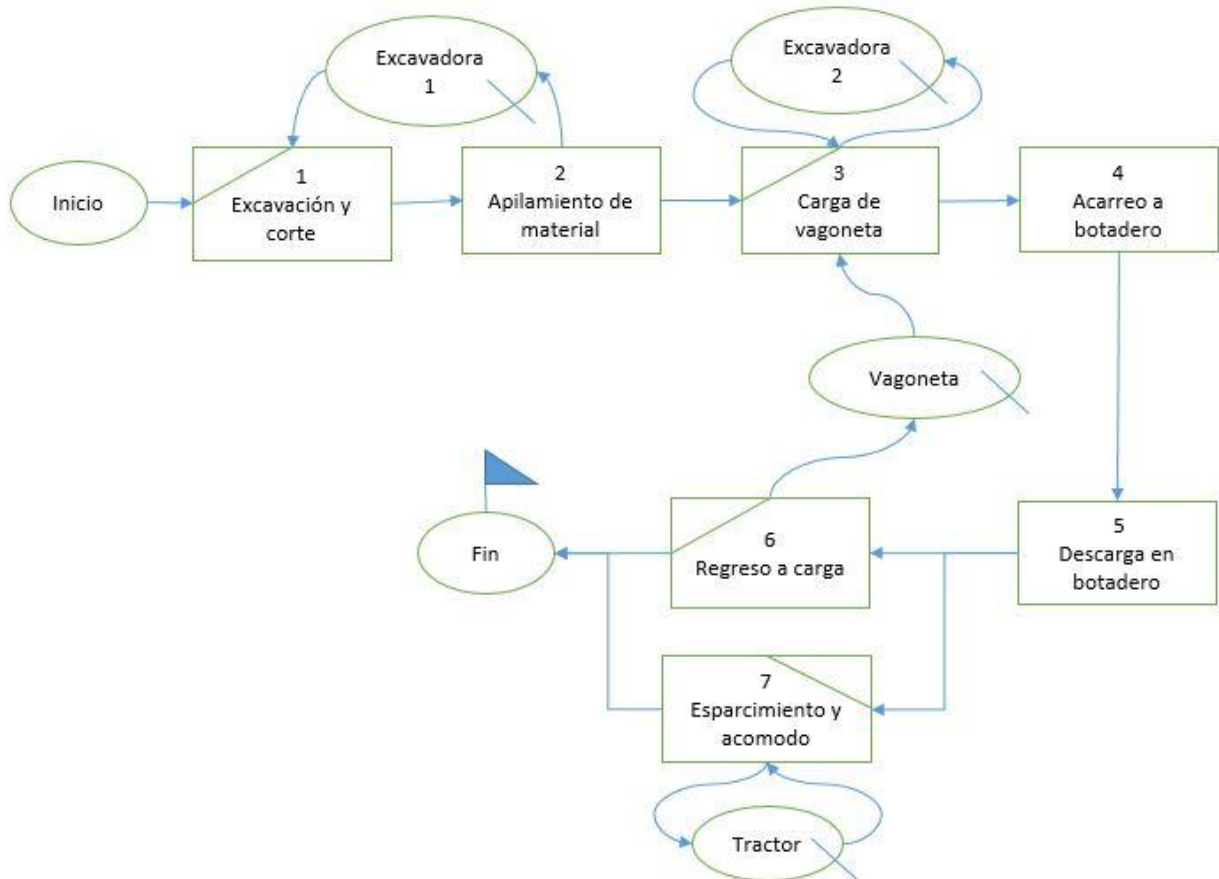 Excavadora
1
Excavadora
2
Inicio
1
Excavación y
corte
2
Apilamiento de
material
3
Carga de
vagoneta
4
Acarreo a
botadero
Vagoneta
Fin
6
Regreso a carga
5
Descarga en
botadero
7
Esparcimiento y
acomodo
Tractor